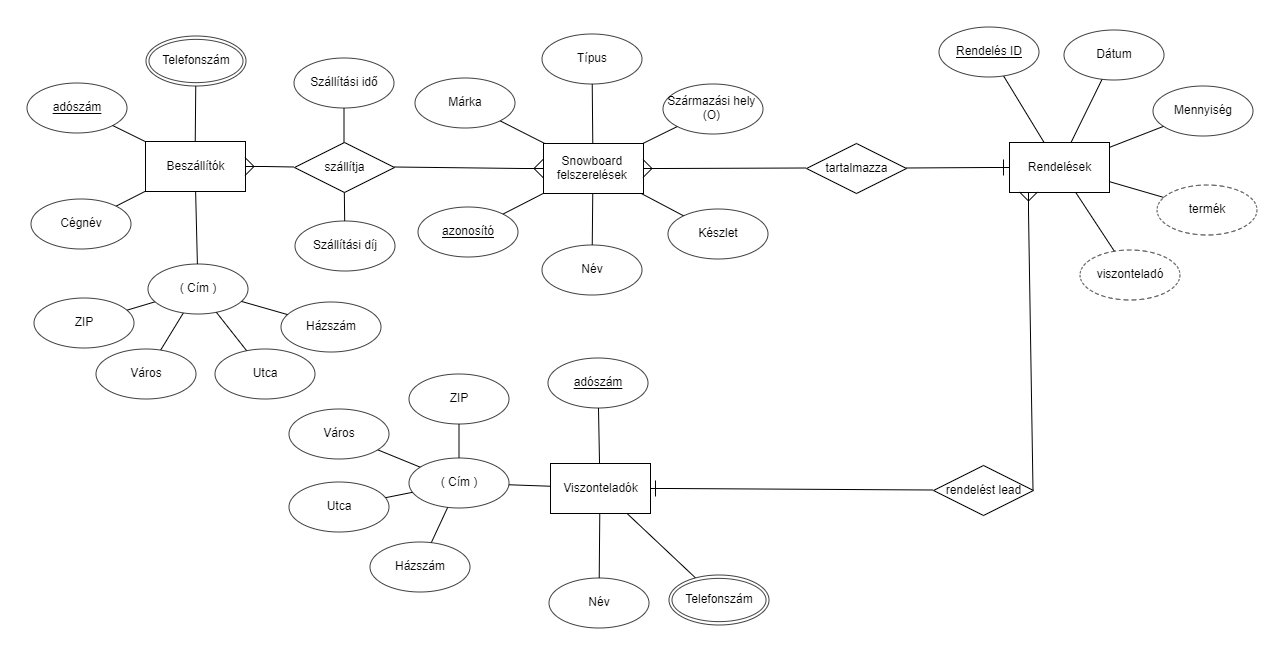 Telefonszám
adószám
Beszállítók
Cégnév
( Cím )
ZIP
Város
Utca
Házszám
Szállítási idő
szállítja
Szállítási díj
Típus
Márka
Származási hely
(O)
Snowboard
felszerelések
azonosító
Név
Készlet
tartalmazza
Rendelés ID
Dátum
Mennyiség
Rendelések
termék
viszonteladó
adószám
ZIP
Város
( Cím )
Utca
Házszám
Viszonteladók
Név
Telefonszám
rendelést lead